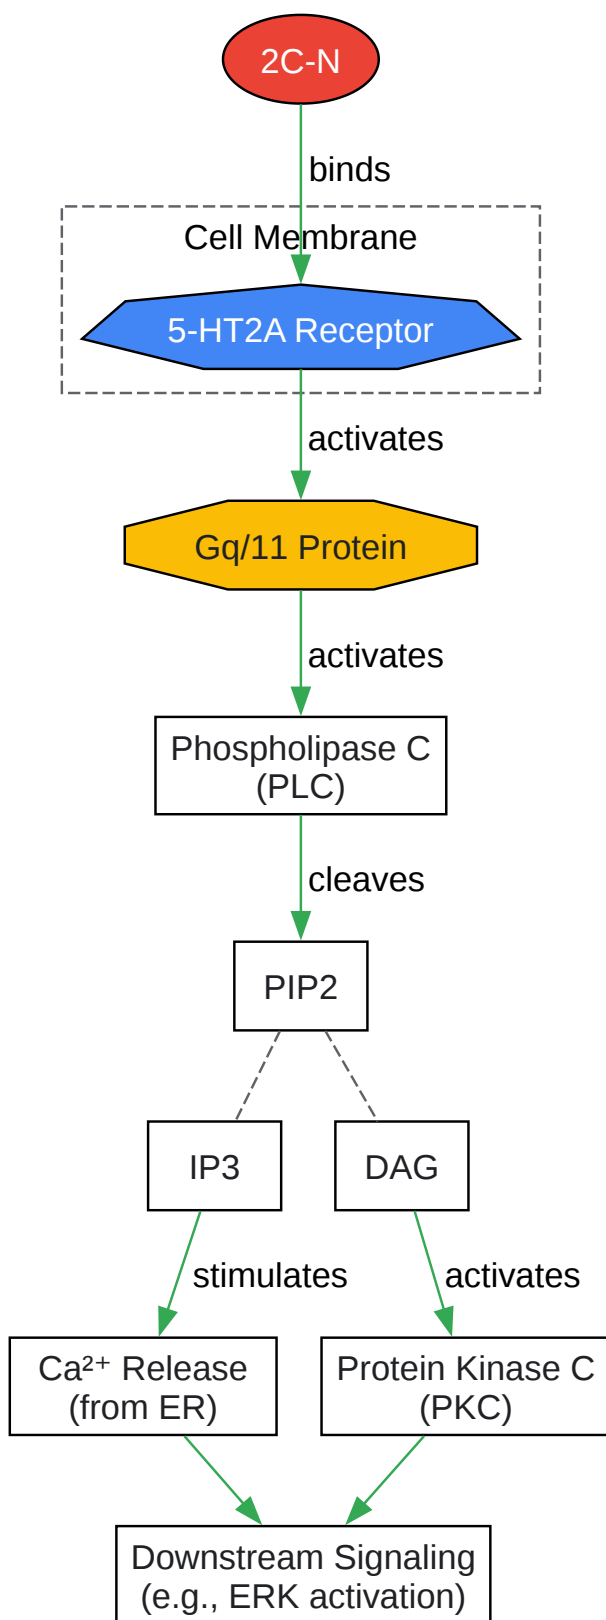 2C-N
binds
Cell Membrane
5-HT2A Receptor
activates
Gq/11 Protein
activates
Phospholipase C
(PLC)
cleaves
PIP2
IP3
DAG
stimulates
activates
Ca²⁺ Release
(from ER)
Protein Kinase C
(PKC)
Downstream Signaling
(e.g., ERK activation)